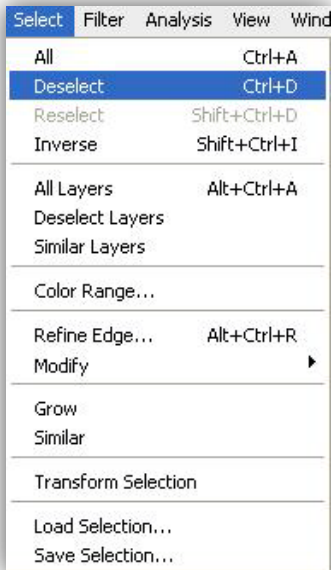 Select Filter Analysis View Wind
All Ctrl+A
Deselect Ctrl+D
Reselect Shift+Ctrl+D
Inverse Shift+Ctrl+I
All Layers Alt+Ctrl+A
Deselect Layers
Similar Layers
Color Range...
Refine Edge... Alt+Ctrl+R
Modify
Grow
Similar
Transform Selection
Load Selection...
Save Selection...